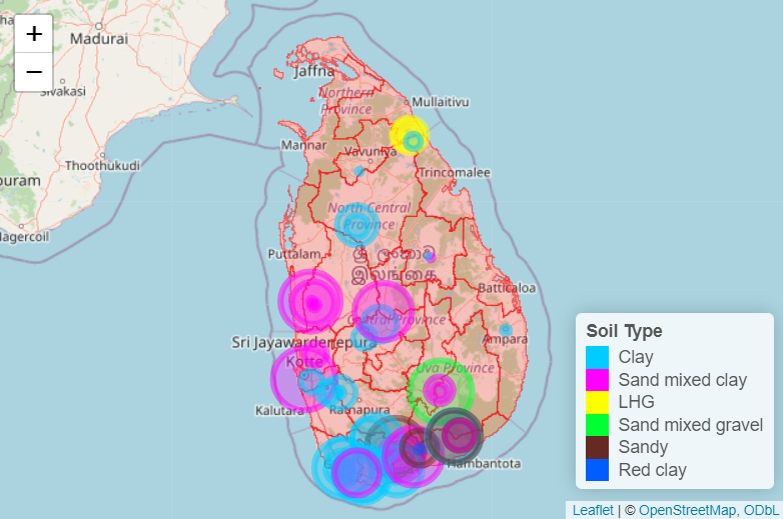 +
−
Madurai
Sivakasi
Thoothukudi
puram
Nagercoil
Jaffna
Northern
Province
Mullaitivu
Mannar
Vavuniya
Trincomalee
North Central
Province
Puttalam
இலங்கை
Batticaloa
Central Province
Sri Jayawardenepura
Kotte
Ampara
Uva Province
Kalutara
Ratnapura
Hambantota
Soil Type
Clay
Sand mixed clay
LHG
Sand mixed gravel
Sandy
Red clay
Leaflet | © OpenStreetMap, ODbL